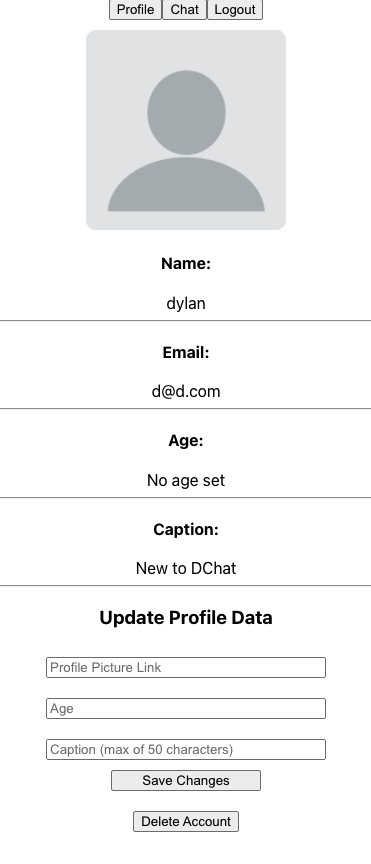 Profile Chat Logout
Name:
dylan
Email:
d@d.com
Age:
No age set
Caption:
New to DChat
Update Profile Data
Profile Picture Link
Age
Caption (max of 50 characters)
Save Changes
Delete Account